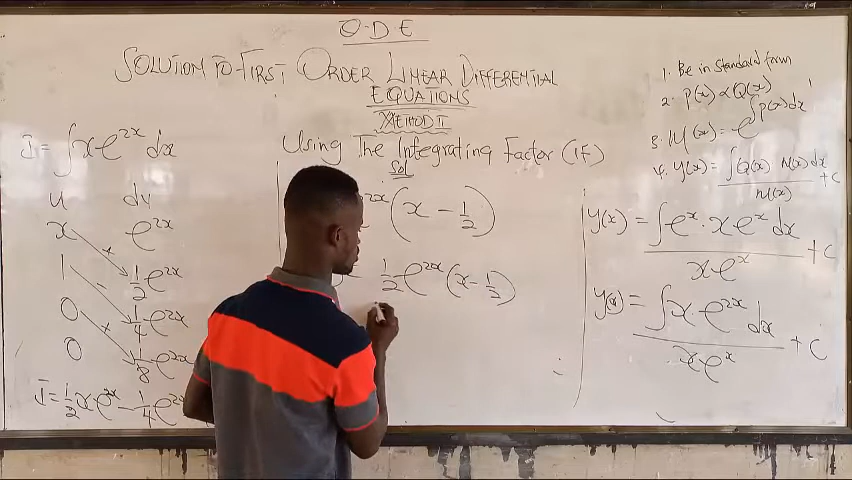 O.D.E
SOLUTION TO FIRST ORDER LINEAR DIFFERENTIAL
EQUATIONS
METHOD II
Using The Integrating Factor (IF)
I = ∫xe^{2x} dx
u dv
x e^{2x}
+
1 ½e^{2x}
-
0 ¼e^{2x}
+
0 ⅛e^{2x}
I = ½xe^{2x} - ¼e^{2x}
Sol
^{2x}(x - ½)
½e^{2x}(x - ½)
1. Be in Standard form
2. P(x) & Q(x)
3. μ(x) = e^{∫p(x)dx}
4. y(x) = ∫Q(x) μ(x) dx / μ(x) + C
y(x) = ∫e^x · xe^x dx / xe^x + C
y(x) = ∫x · e^{2x} dx / xe^x + C